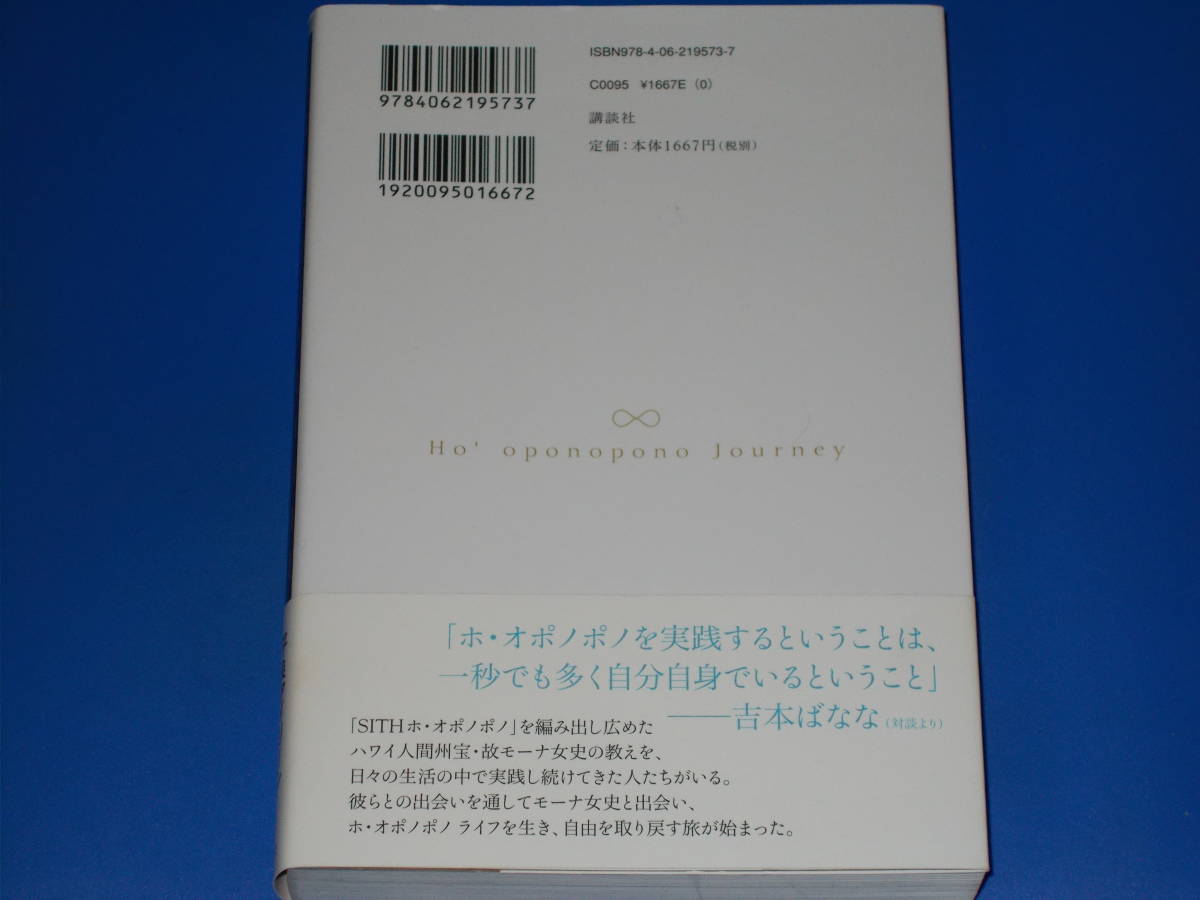 ISBN978-4-06-219573-7
9784062195737
C0095 ¥1667E (0)
講談社
定価：本体1667円（税別）
1920095016672
Ho' oponopono Journey
「ホ・オポノポノを実践するということは、
一秒でも多く自分自身でいるということ」
——吉本ばなな（対談より）
「SITHホ・オポノポノ」を編み出し広めた
ハワイ人間州宝・故モーナ女史の教えを、
日々の生活の中で実践し続けてきた人たちがいる。
彼らとの出会いを通してモーナ女史と出会い、
ホ・オポノポノ ライフを生き、自由を取り戻す旅が始まった。